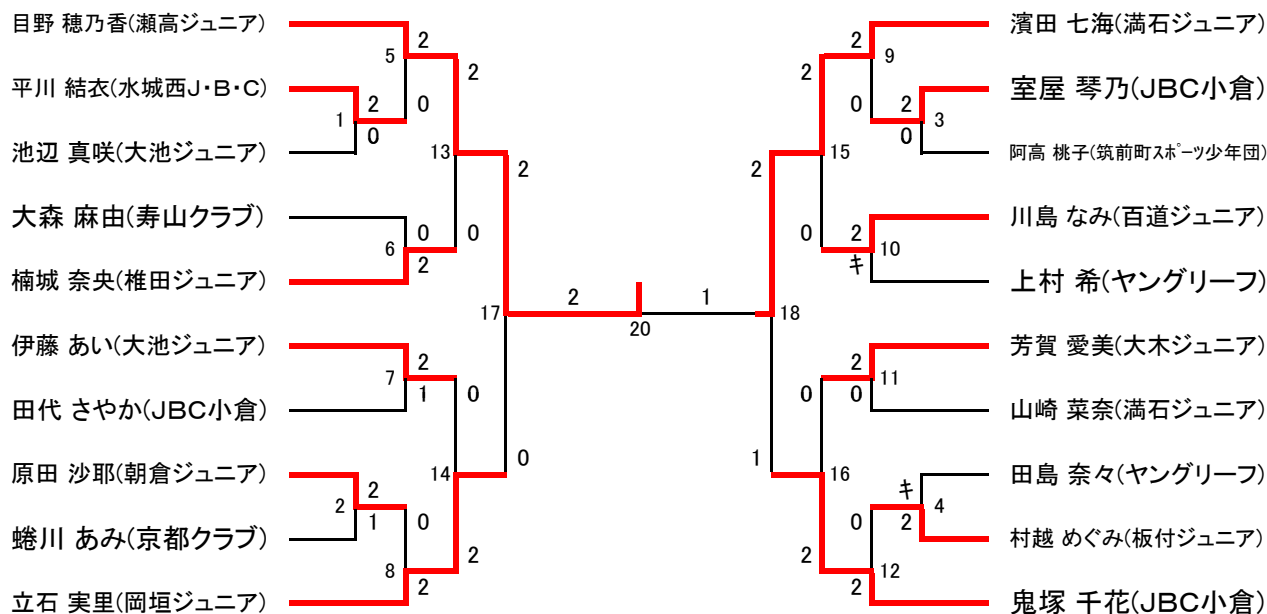 目野 穂乃香(瀬高ジュニア)
平川 結衣(水城西J・B・C)
池辺 真咲(大池ジュニア)
大森 麻由(寿山クラブ)
楠城 奈央(椎田ジュニア)
伊藤 あい(大池ジュニア)
田代 さやか(JBC小倉)
原田 沙耶(朝倉ジュニア)
蜷川 あみ(京都クラブ)
立石 実里(岡垣ジュニア)
5
2
0
1
2
0
13
2
0
6
0
2
7
2
1
14
0
2
2
2
1
8
0
2
17
2
0
2
20
1
18
2
1
15
2
0
9
2
0
3
2
0
10
2
キ
16
0
2
11
2
0
4
キ
2
12
0
2
濱田 七海(満石ジュニア)
室屋 琴乃(JBC小倉)
阿高 桃子(筑前町スポーツ少年団)
川島 なみ(百道ジュニア)
上村 希(ヤングリーフ)
芳賀 愛美(大木ジュニア)
山崎 菜奈(満石ジュニア)
田島 奈々(ヤングリーフ)
村越 めぐみ(板付ジュニア)
鬼塚 千花(JBC小倉)